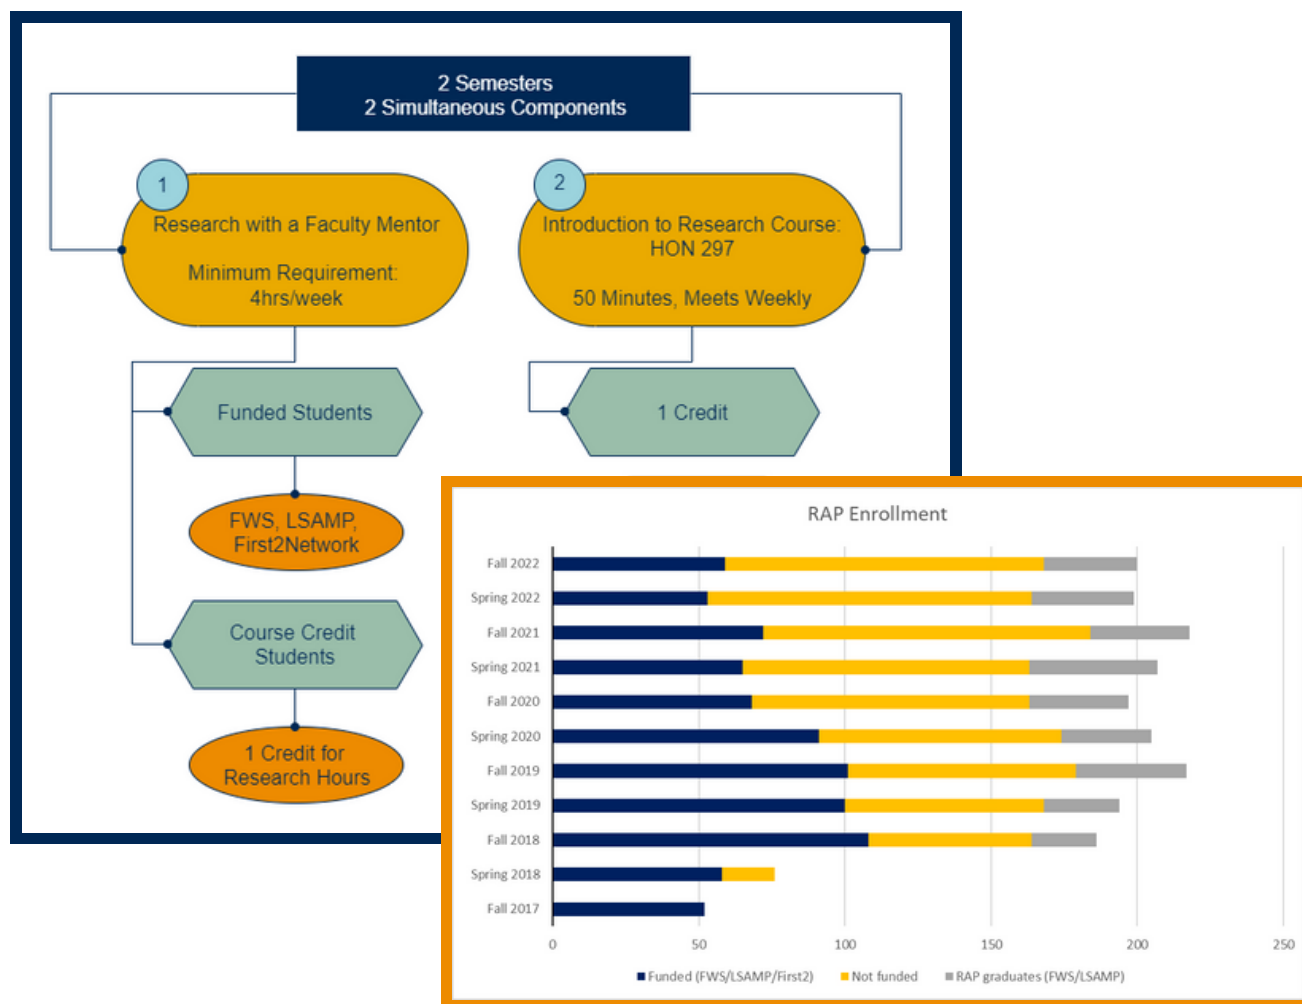 2 Semesters
2 Simultaneous Components
1
Research with a Faculty Mentor
Minimum Requirement:
4hrs/week
2
Introduction to Research Course:
HON 297
50 Minutes, Meets Weekly
Funded Students
1 Credit
FWS, LSAMP,
First2Network
Course Credit
Students
1 Credit for
Research Hours
RAP Enrollment
Fall 2022
Spring 2022
Fall 2021
Spring 2021
Fall 2020
Spring 2020
Fall 2019
Spring 2019
Fall 2018
Spring 2018
Fall 2017
0 50 100 150 200 250
Funded (FWS/LSAMP/First2) Not funded RAP graduates (FWS/LSAMP)